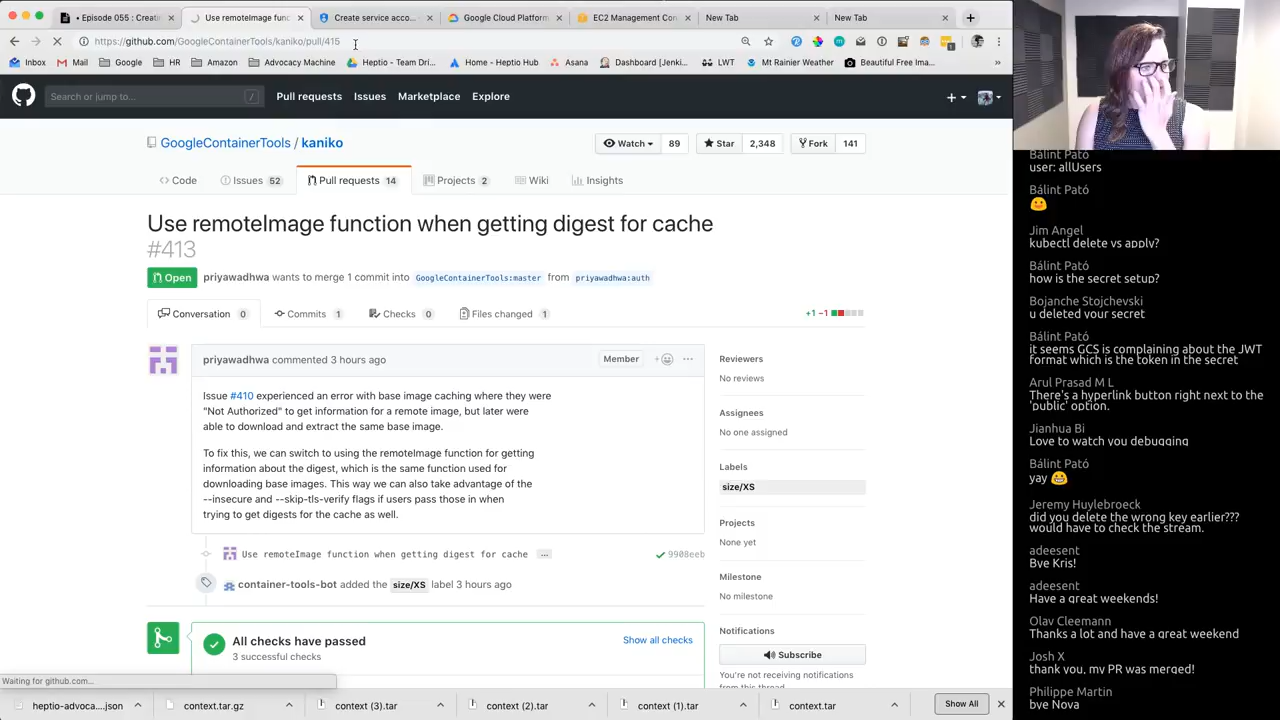 • Episode 055 : Creati
Use remoteImage func
Create service acco...
Google Cloud Platform
EC2 Management Con
New Tab
New Tab
https://github.com/GoogleContainerTools/kaniko/pull/415
Inbox
Mail
Google
HR
Amazon
Advocacy Machine
Heptio - Team Dri...
Home - Heptio Hub
Asana
Dashboard [Jenki...
LWT
Mt Rainier Weather
Beautiful Free Ima...
Search or jump to...
/
Pull requests
Issues
Marketplace
Explore
GoogleContainerTools / kaniko
Watch
89
Star
2,348
Fork
141
Code
Issues 52
Pull requests 14
Projects 2
Wiki
Insights
Use remoteImage function when getting digest for cache
#413
Open
priyawadhwa wants to merge 1 commit into GoogleContainerTools:master from priyawadhwa:auth
Conversation 0
Commits 1
Checks 0
Files changed 1
+1 −1
priyawadhwa commented 3 hours ago
Member
Issue #410 experienced an error with base image caching where they were
"Not Authorized" to get information for a remote image, but later were
able to download and extract the same base image.
To fix this, we can switch to using the remoteImage function for getting
information about the digest, which is the same function used for
downloading base images. This way we can also take advantage of the
--insecure and --skip-tls-verify flags if users pass those in when
trying to get digests for the cache as well.
Use remoteImage function when getting digest for cache ...
9908eeb
container-tools-bot added the size/XS label 3 hours ago
All checks have passed
3 successful checks
Show all checks
Reviewers
No reviews
Assignees
No one assigned
Labels
size/XS
Projects
None yet
Milestone
No milestone
Notifications
Subscribe
You're not receiving notifications
from this thread.
Waiting for github.com...
heptio-advoca....json
context.tar.gz
context (3).tar
context (2).tar
context (1).tar
context.tar
Show All
Bálint Pató
user: allUsers
Bálint Pató
Jim Angel
kubectl delete vs apply?
Bálint Pató
how is the secret setup?
Bojanche Stojchevski
u deleted your secret
Bálint Pató
it seems GCS is complaining about the JWT
format which is the token in the secret
Arul Prasad M L
There's a hyperlink button right next to the
'public' option.
Jianhua Bi
Love to watch you debugging
Bálint Pató
yay
Jeremy Huylebroeck
did you delete the wrong key earlier???
would have to check the stream.
adeesent
Bye Kris!
adeesent
Have a great weekends!
Olav Cleemann
Thanks a lot and have a great weekend
Josh X
thank you, my PR was merged!
Philippe Martin
bye Nova